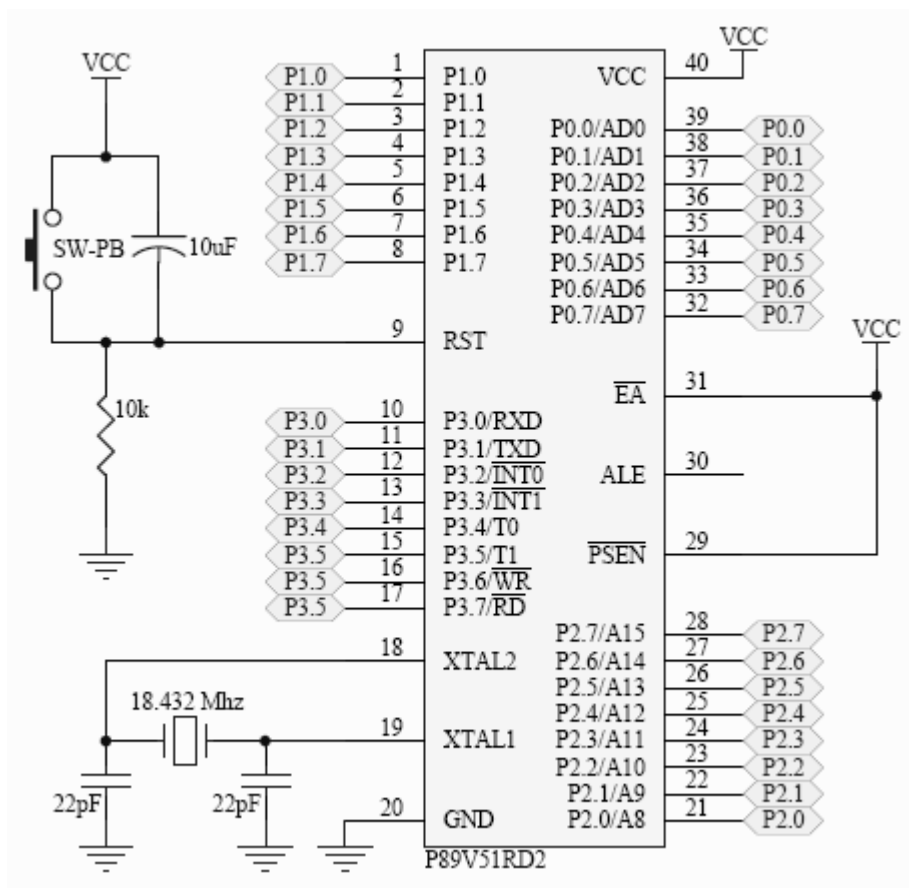 VCC
SW-PB
10uF
10k
18.432 Mhz
22pF
22pF
P1.0 1 P1.0
P1.1 2 P1.1
P1.2 3 P1.2
P1.3 4 P1.3
P1.4 5 P1.4
P1.5 6 P1.5
P1.6 7 P1.6
P1.7 8 P1.7
9 RST
P3.0 10 P3.0/RXD
P3.1 11 P3.1/TXD
P3.2 12 P3.2/INT0
P3.3 13 P3.3/INT1
P3.4 14 P3.4/T0
P3.5 15 P3.5/T1
P3.5 16 P3.6/WR
P3.5 17 P3.7/RD
18 XTAL2
19 XTAL1
20 GND
VCC
VCC 40
P0.0/AD0 39 P0.0
P0.1/AD1 38 P0.1
P0.2/AD2 37 P0.2
P0.3/AD3 36 P0.3
P0.4/AD4 35 P0.4
P0.5/AD5 34 P0.5
P0.6/AD6 33 P0.6
P0.7/AD7 32 P0.7
VCC
EA 31
ALE 30
PSEN 29
P2.7/A15 28 P2.7
P2.6/A14 27 P2.6
P2.5/A13 26 P2.5
P2.4/A12 25 P2.4
P2.3/A11 24 P2.3
P2.2/A10 23 P2.2
P2.1/A9 22 P2.1
P2.0/A8 21 P2.0
P89V51RD2